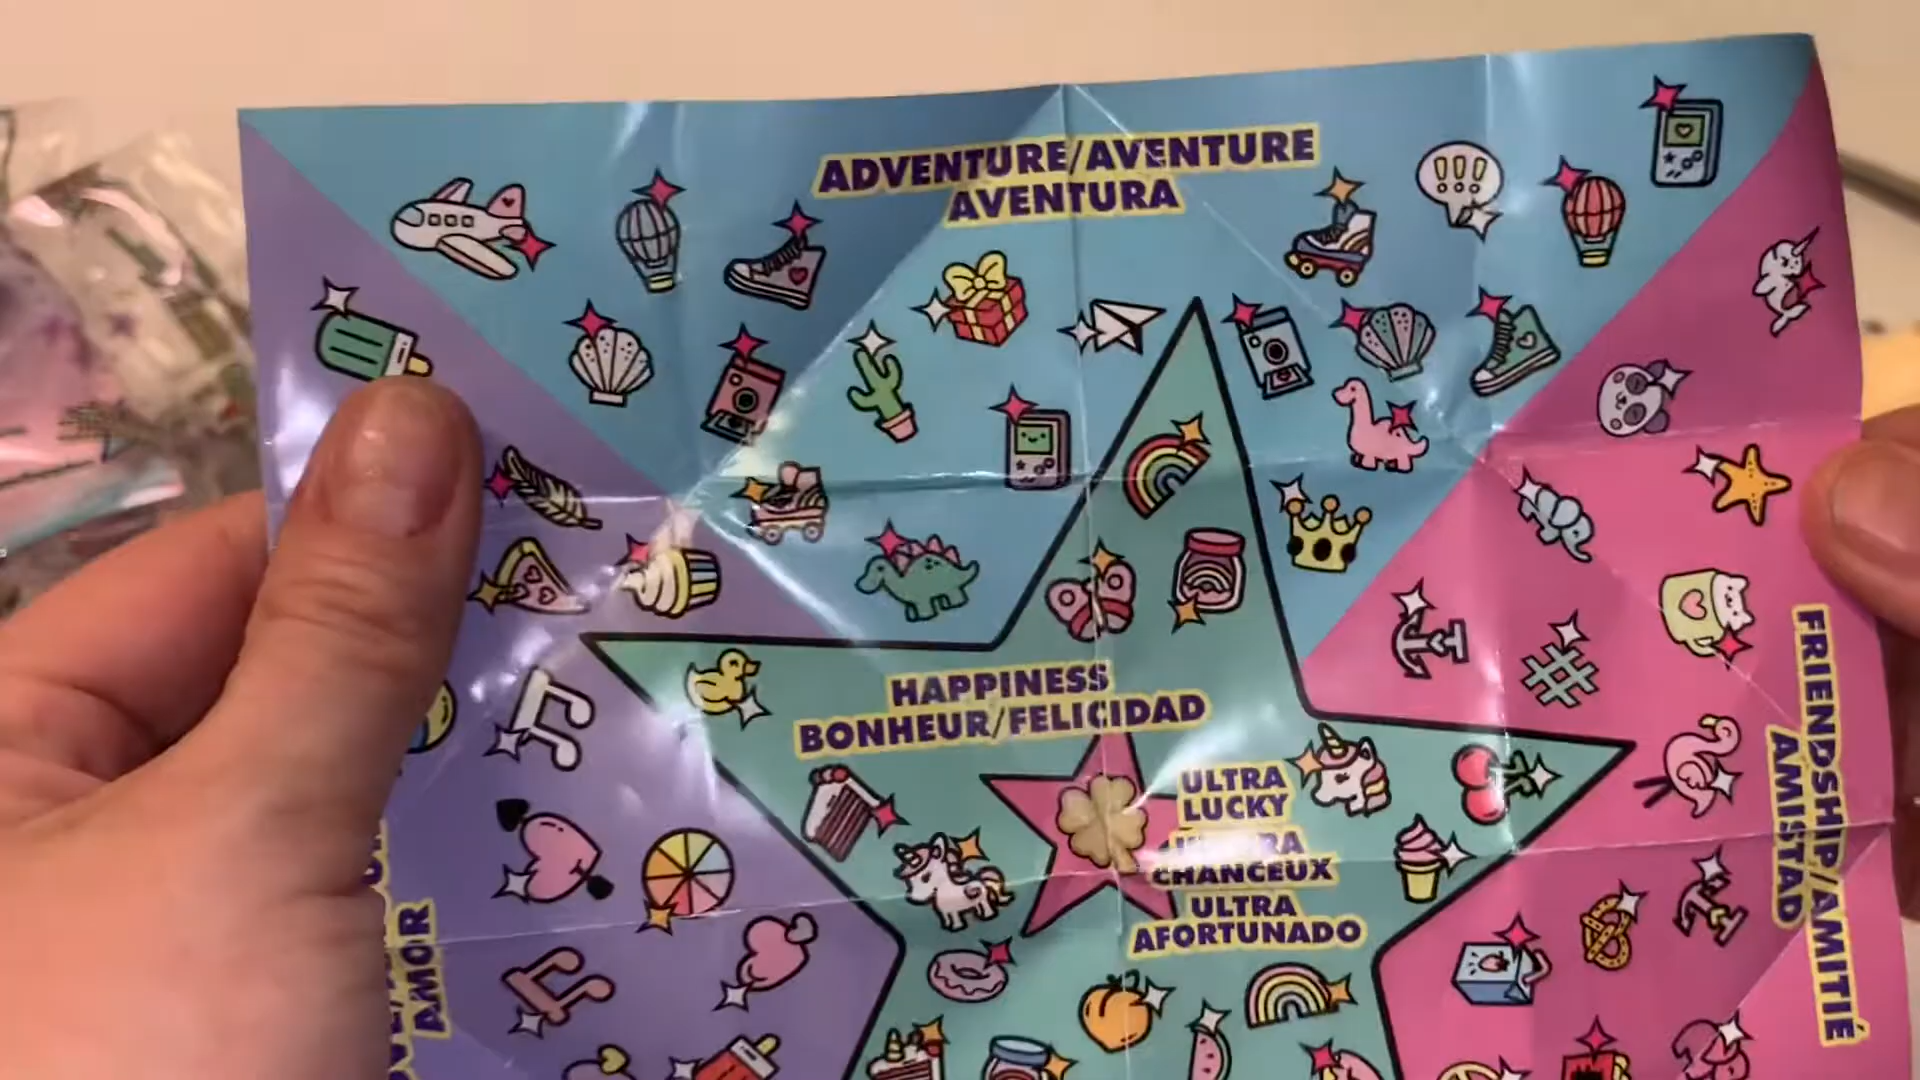 ADVENTURE/AVENTURE
AVENTURA
!!!
HAPPINESS
BONHEUR/FELICIDAD
ULTRA
LUCKY
CHANCEUX
ULTRA
AFORTUNADO
FRIENDSHIP/AMITIÉ
AMISTAD
AMOR